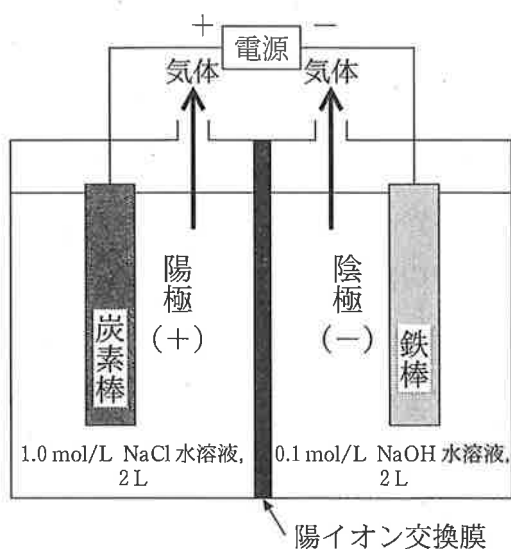 + 電源 −
気体 気体
陽極(+)
陰極(−)
炭素棒
鉄棒
1.0 mol/L NaCl 水溶液,
2 L
0.1 mol/L NaOH 水溶液,
2 L
陽イオン交換膜